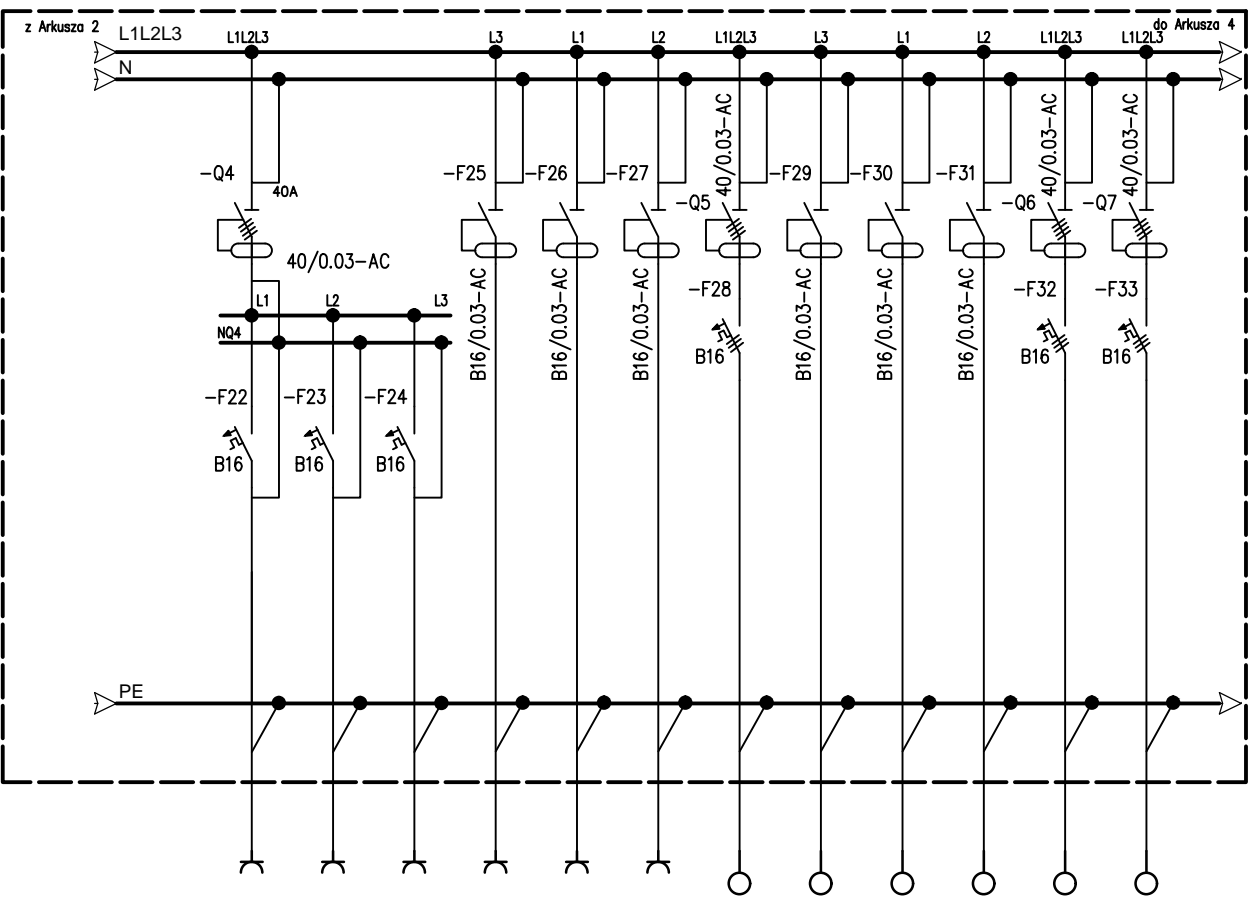 z Arkusza 2
do Arkusza 4
L1L2L3
L1L2L3
L3
L1
L2
L1L2L3
L3
L1
L2
L1L2L3
L1L2L3
N
40/0.03-AC
40/0.03-AC
40/0.03-AC
-Q4
-F25
-F26
-F27
-F29
-F30
-F31
40A
-Q5
-Q6
-Q7
40/0.03-AC
-F28
-F32
-F33
L1
L2
L3
NQ4
B16/0.03-AC
B16/0.03-AC
B16/0.03-AC
B16/0.03-AC
B16/0.03-AC
B16/0.03-AC
B16
B16
B16
-F22
-F23
-F24
B16
B16
B16
PE